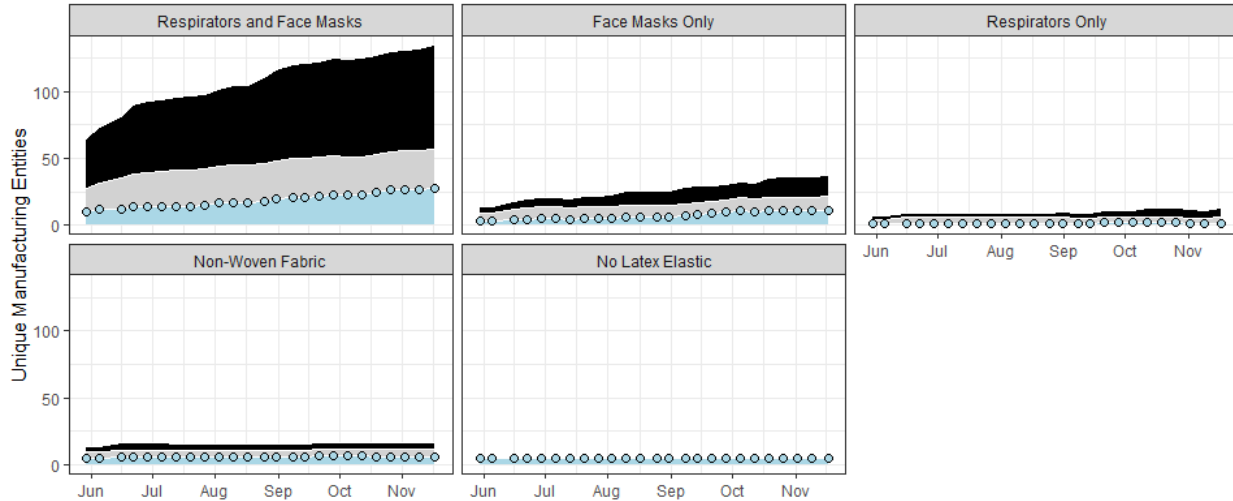 Respirators and Face Masks
Face Masks Only
Respirators Only
100
50
0
Jun Jul Aug Sep Oct Nov
Non-Woven Fabric
No Latex Elastic
100
50
0
Jun Jul Aug Sep Oct Nov
Jun Jul Aug Sep Oct Nov
Unique Manufacturing Entities